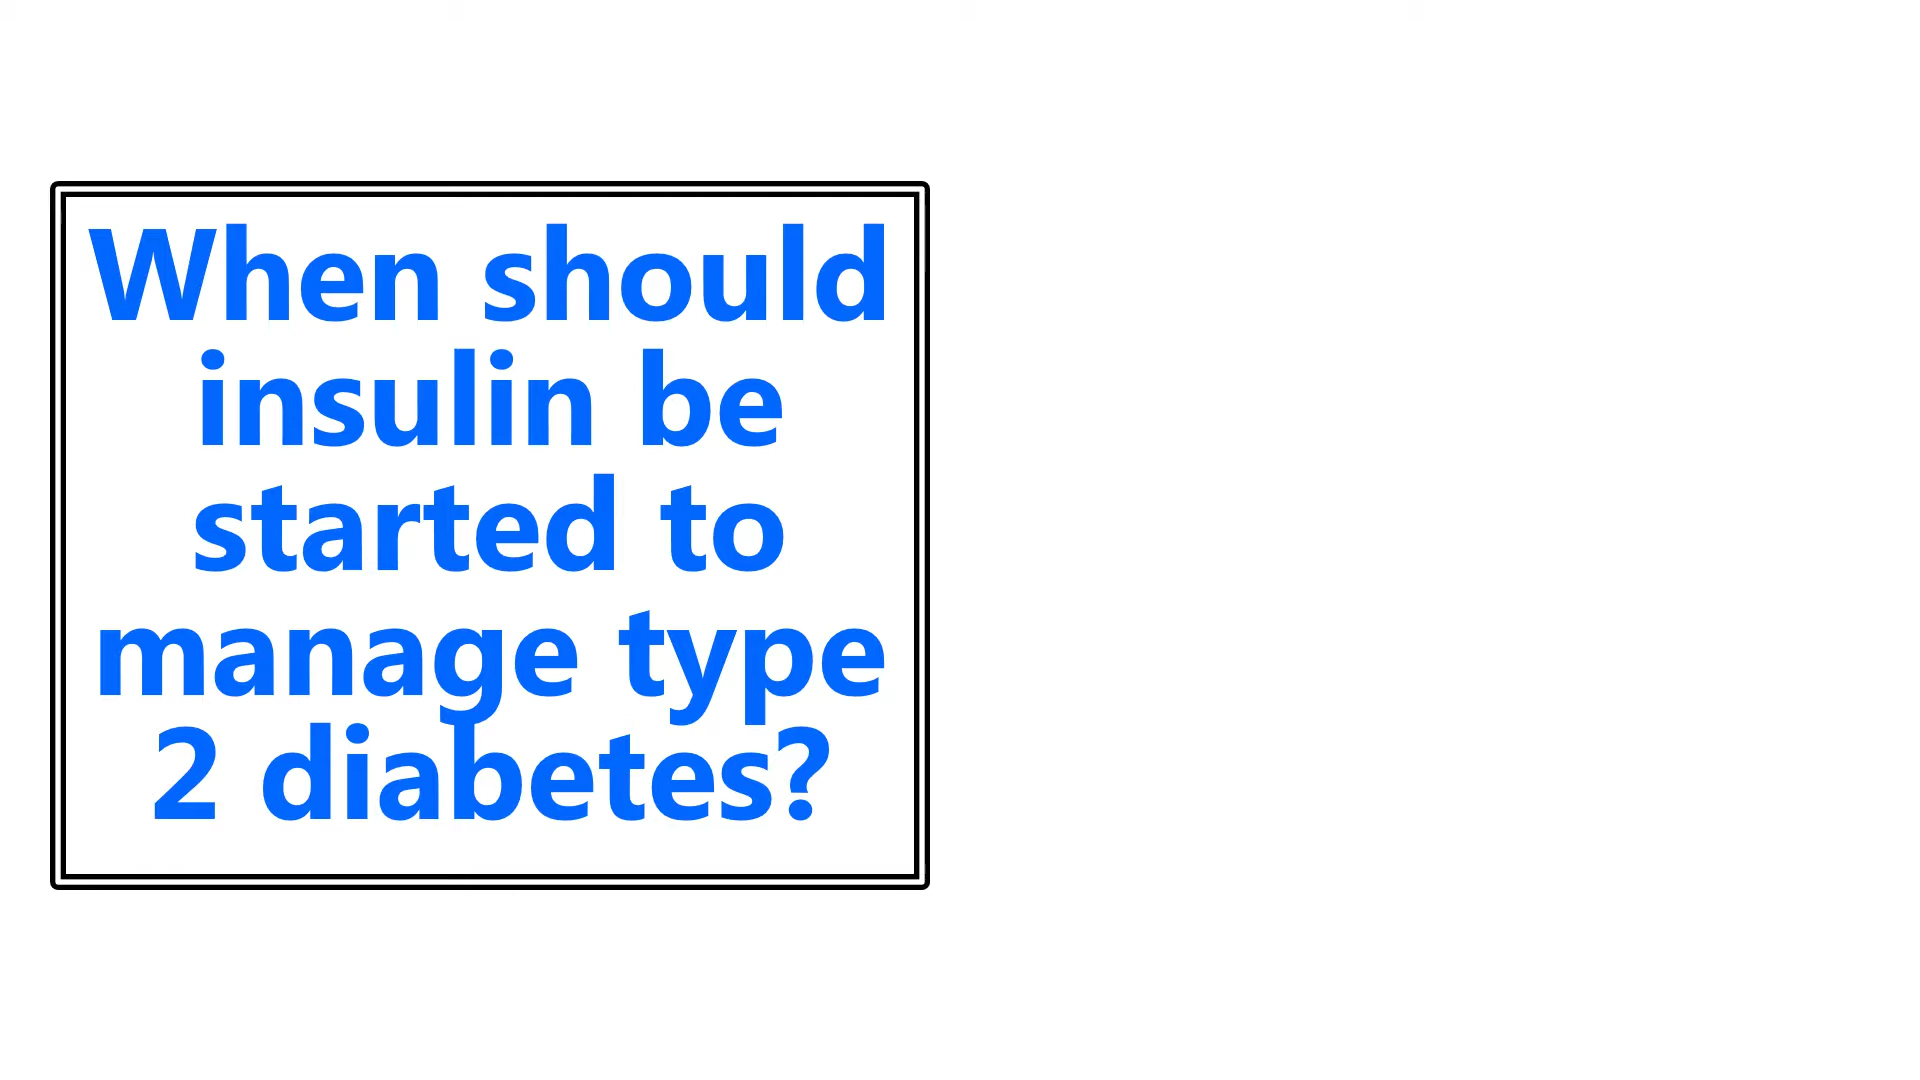 When should
insulin be
started to
manage type
2 diabetes?